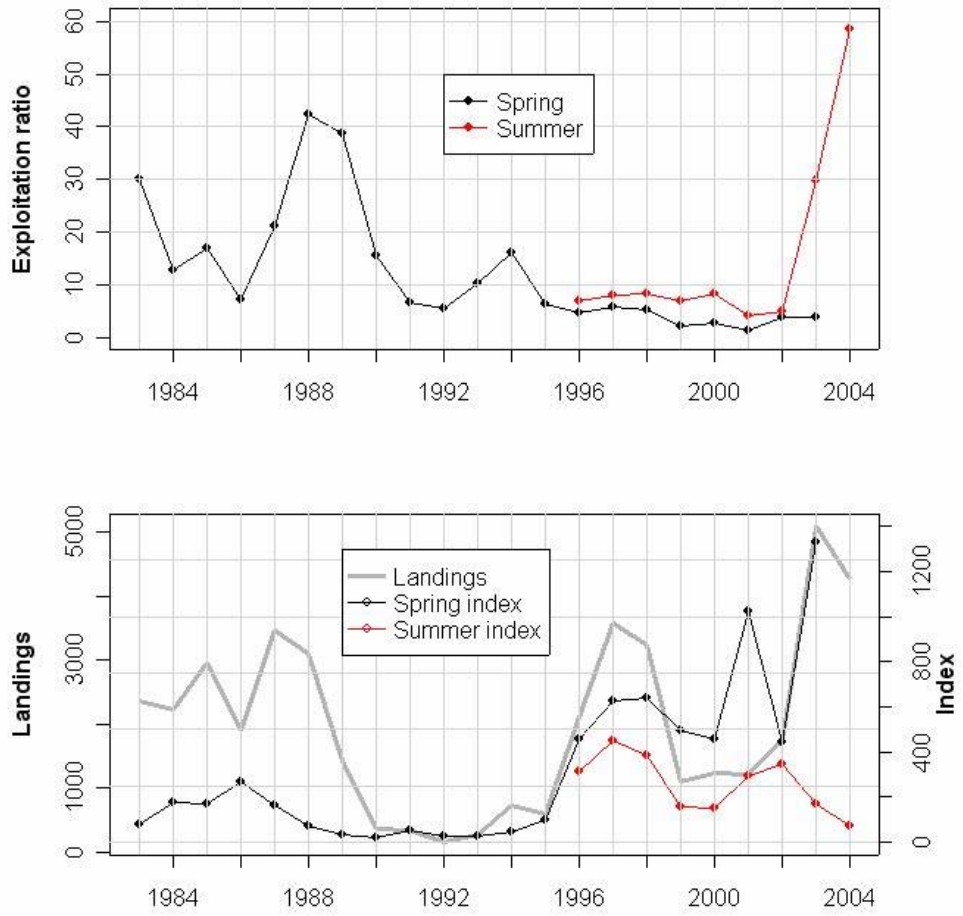 Exploitation ratio
60
50
40
30
20
10
0
Spring
Summer
1984 1988 1992 1996 2000 2004
Landings
5000
3000
1000
0
Landings
Spring index
Summer index
1200
800
400
0
Index
1984 1988 1992 1996 2000 2004